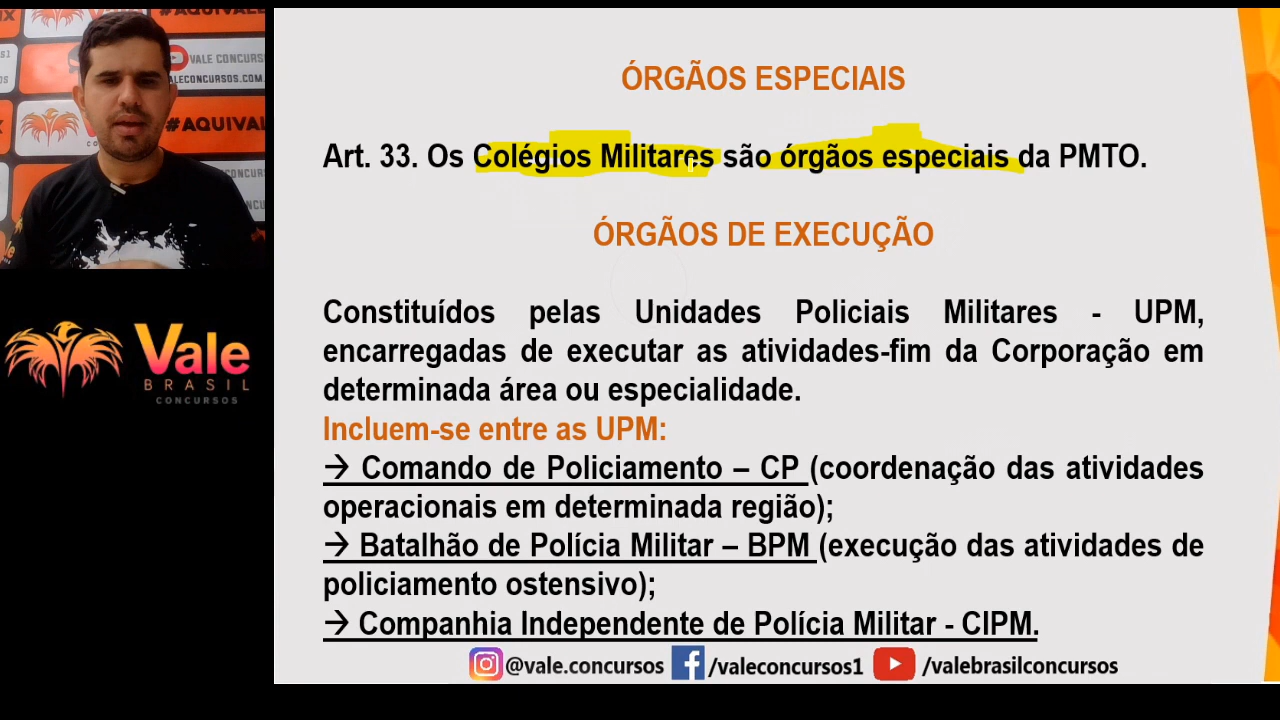 #AQUIVA
VALE CONCURS
ALECONCURSOS.COM.
#AQUIVAL
Vale
BRASIL
CONCURSOS
ÓRGÃOS ESPECIAIS
Art. 33. Os Colégios Militares são órgãos especiais da PMTO.
ÓRGÃOS DE EXECUÇÃO
Constituídos pelas Unidades Policiais Militares - UPM,
encarregadas de executar as atividades-fim da Corporação em
determinada área ou especialidade.
Incluem-se entre as UPM:
→ Comando de Policiamento – CP (coordenação das atividades
operacionais em determinada região);
→ Batalhão de Polícia Militar – BPM (execução das atividades de
policiamento ostensivo);
→ Companhia Independente de Polícia Militar - CIPM.
@vale.concursos /valeconcursos1 /valebrasilconcursos